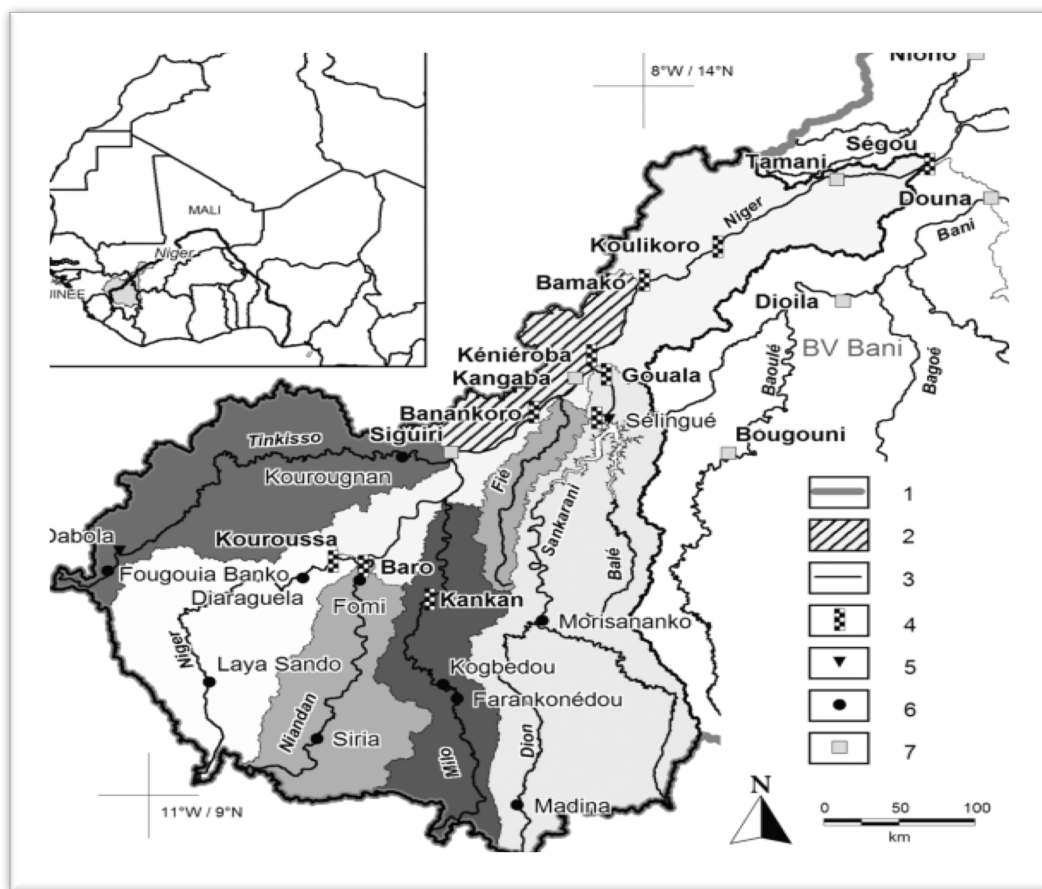 8°W / 14°N
Niono
Ségou
Tamani
Douna
Niger
Bani
MALI
Koulikoro
Niger
UINEE
Bamako
Dioila
BV Bani
Kéniéroba
Kangaba
Gouala
Baoulé
Bagoé
Banankoro
Sélingué
Siguiri
Bougouni
Tinkisso
Kourougnan
Fié
Sankarani
1
2
Dabola
Kouroussa
Balé
3
Fougouia Banko
Baro
Diaraguela
Fomi
Kankan
4
Morisananko
5
Niger
Laya Sando
Kogbedou
Farankonédou
6
Niandan
Siria
Milo
Dion
7
11°W / 9°N
Madina
N
0 50 100
km